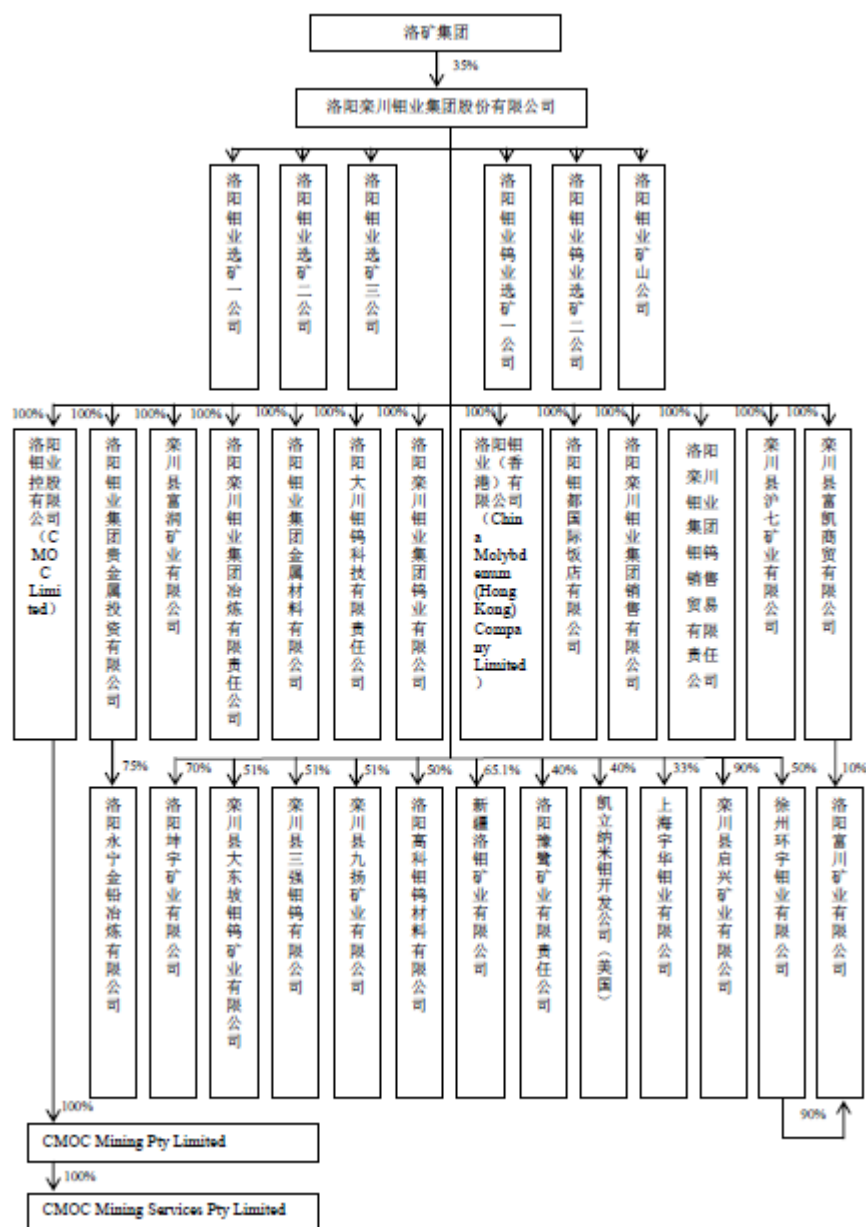 洛矿集团
35%
洛阳栾川钼业集团股份有限公司
洛阳钼业选矿一公司
洛阳钼业选矿二公司
洛阳钼业选矿三公司
洛阳钼业钨业选矿一公司
洛阳钼业钨业选矿二公司
洛阳钼业矿山公司
100%
100%
100%
100%
100%
100%
100%
100%
100%
100%
100%
100%
100%
洛阳
钼业
控股
有限
公司
（C
MO
C
Limi
ted）
洛阳钼业集团贵金属投资有限公司
栾川县富润矿业有限公司
洛阳栾川钼业集团冶炼有限责任公司
洛阳钼业集团金属材料有限公司
洛阳大川钼钨科技有限责任公司
洛阳栾川钼业集团钨业有限公司
洛阳钼
业（香
港）有
限公司
（Chin
a
Molybd
enum
(Hong
Kong)
Compa
ny
Limited
）
洛阳钼都国际饭店有限公司
洛阳栾川钼业集团销售有限公司
洛阳
栾川
钼业
集团
钼钨
销售
贸易
有限
责任
公司
栾川县沪七矿业有限公司
栾川县富凯商贸有限公司
75%
70%
51%
51%
51%
50%
65.1%
40%
40%
33%
90%
50%
10%
洛阳永宁金铅冶炼有限公司
洛阳坤宇矿业有限公司
栾川县大东坡钼钨矿业有限公司
栾川县三强钼钨有限公司
栾川县九扬矿业有限公司
洛阳高科钼钨材料有限公司
新疆洛钼矿业有限公司
洛阳豫鹭矿业有限责任公司
凯立纳米钼开发公司（美国）
上海宇华钼业有限公司
栾川县启兴矿业有限公司
徐州环宇钼业有限公司
洛阳富川矿业有限公司
100%
90%
CMOC Mining Pty Limited
100%
CMOC Mining Services Pty Limited